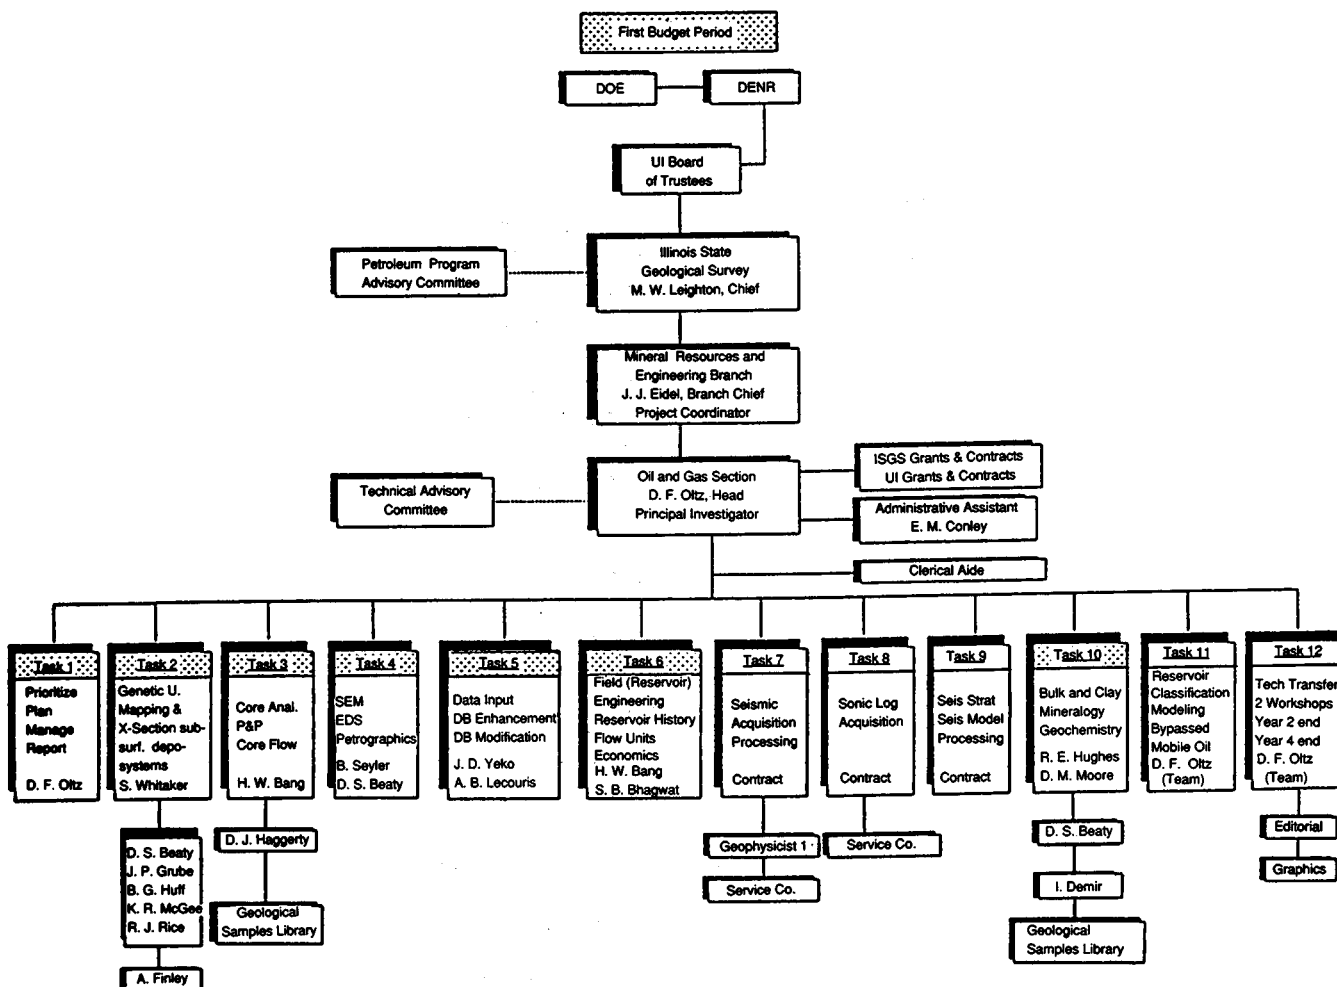 First Budget Period
DOE
DENR
UI Board
of Trustees
Petroleum Program
Advisory Committee
Illinois State
Geological Survey
M. W. Leighton, Chief
Mineral Resources and
Engineering Branch
J. J. Eidel, Branch Chief
Project Coordinator
Technical Advisory
Committee
Oil and Gas Section
D. F. Oltz, Head
Principal Investigator
ISGS Grants & Contracts
UI Grants & Contracts
Administrative Assistant
E. M. Conley
Clerical Aide
Task 1
Prioritize
Plan
Manage
Report
D. F. Oltz
Task 2
Genetic U.
Mapping &
X-Section sub-
surf. depo-
systems
S. Whitaker
D. S. Beaty
J. P. Grube
B. G. Huff
K. R. McGee
R. J. Rice
A. Finley
Task 3
Core Anal.
P&P
Core Flow
H. W. Bang
D. J. Haggerty
Geological
Samples Library
Task 4
SEM
EDS
Petrographics
B. Seyler
D. S. Beaty
Task 5
Data Input
DB Enhancement
DB Modification
J. D. Yeko
A. B. Lecouris
Task 6
Field (Reservoir)
Engineering
Reservoir History
Flow Units
Economics
H. W. Bang
S. B. Bhagwat
Task 7
Seismic
Acquisition
Processing
Contract
Geophysicist 1
Service Co.
Task 8
Sonic Log
Acquisition
Contract
Service Co.
Task 9
Seis Strat
Seis Model
Processing
Contract
Task 10
Bulk and Clay
Mineralogy
Geochemistry
R. E. Hughes
D. M. Moore
D. S. Beaty
I. Demir
Geological
Samples Library
Task 11
Reservoir
Classification
Modeling
Bypassed
Mobile Oil
D. F. Oltz
(Team)
Task 12
Tech Transfer
2 Workshops
Year 2 end
Year 4 end
D. F. Oltz
(Team)
Editorial
Graphics